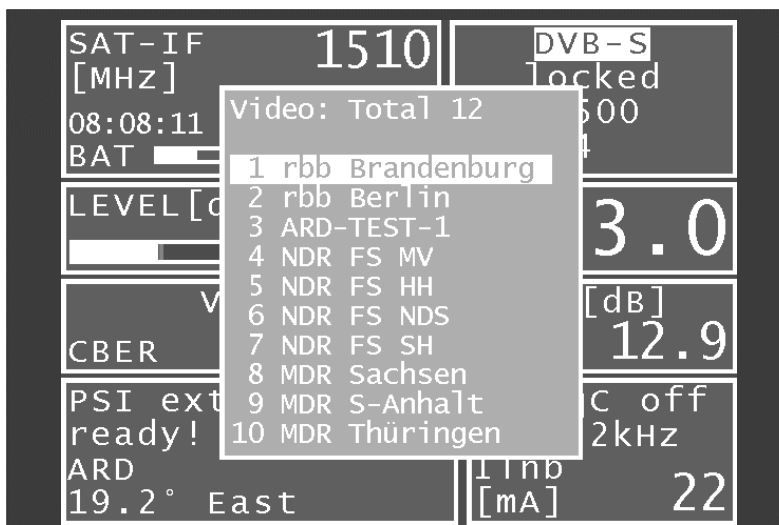 SAT-IF 1510
[MHz]
08:08:11
BAT
DVB-S
locked
500
LEVEL[d
3.0
Video: Total 12
1 rbb Brandenburg
2 rbb Berlin
3 ARD-TEST-1
4 NDR FS MV
5 NDR FS HH
6 NDR FS NDS
7 NDR FS SH
8 MDR Sachsen
9 MDR S-Anhalt
10 MDR Thüringen
V
CBER
[dB]
12.9
PSI ext
ready!
ARD
19.2° East
C off
2kHz
[mA] 22